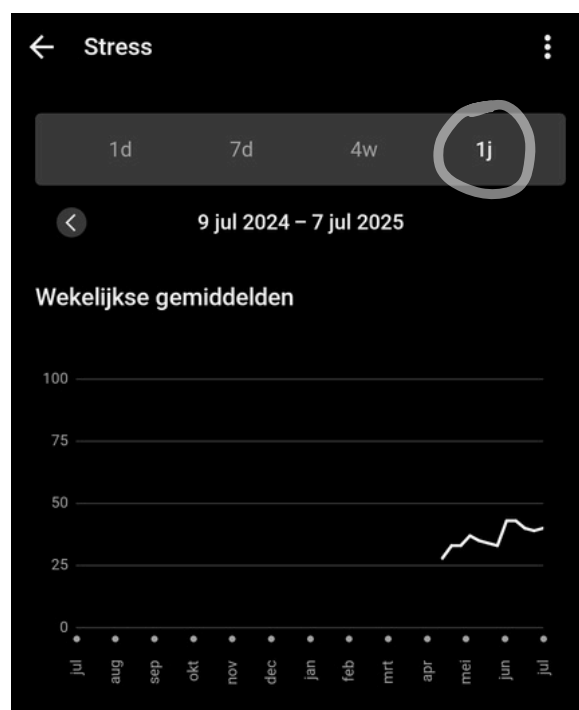 Stress
1d 7d 4w 1j
9 jul 2024 – 7 jul 2025
Wekelijkse gemiddelden
100
75
50
25
0
jul aug sep okt nov dec jan feb mrt apr mei jun jul